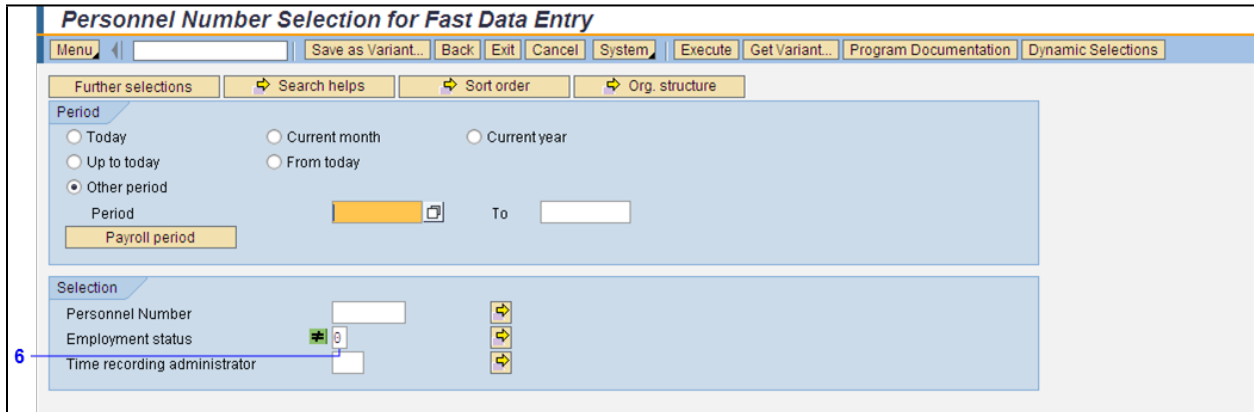 Personnel Number Selection for Fast Data Entry
Menu Save as Variant... Back Exit Cancel System Execute Get Variant... Program Documentation Dynamic Selections
Further selections Search helps Sort order Org. structure
Period
Today Current month Current year
Up to today From today
Other period
Period To
Payroll period
Selection
Personnel Number
Employment status ≠ 0
6
Time recording administrator